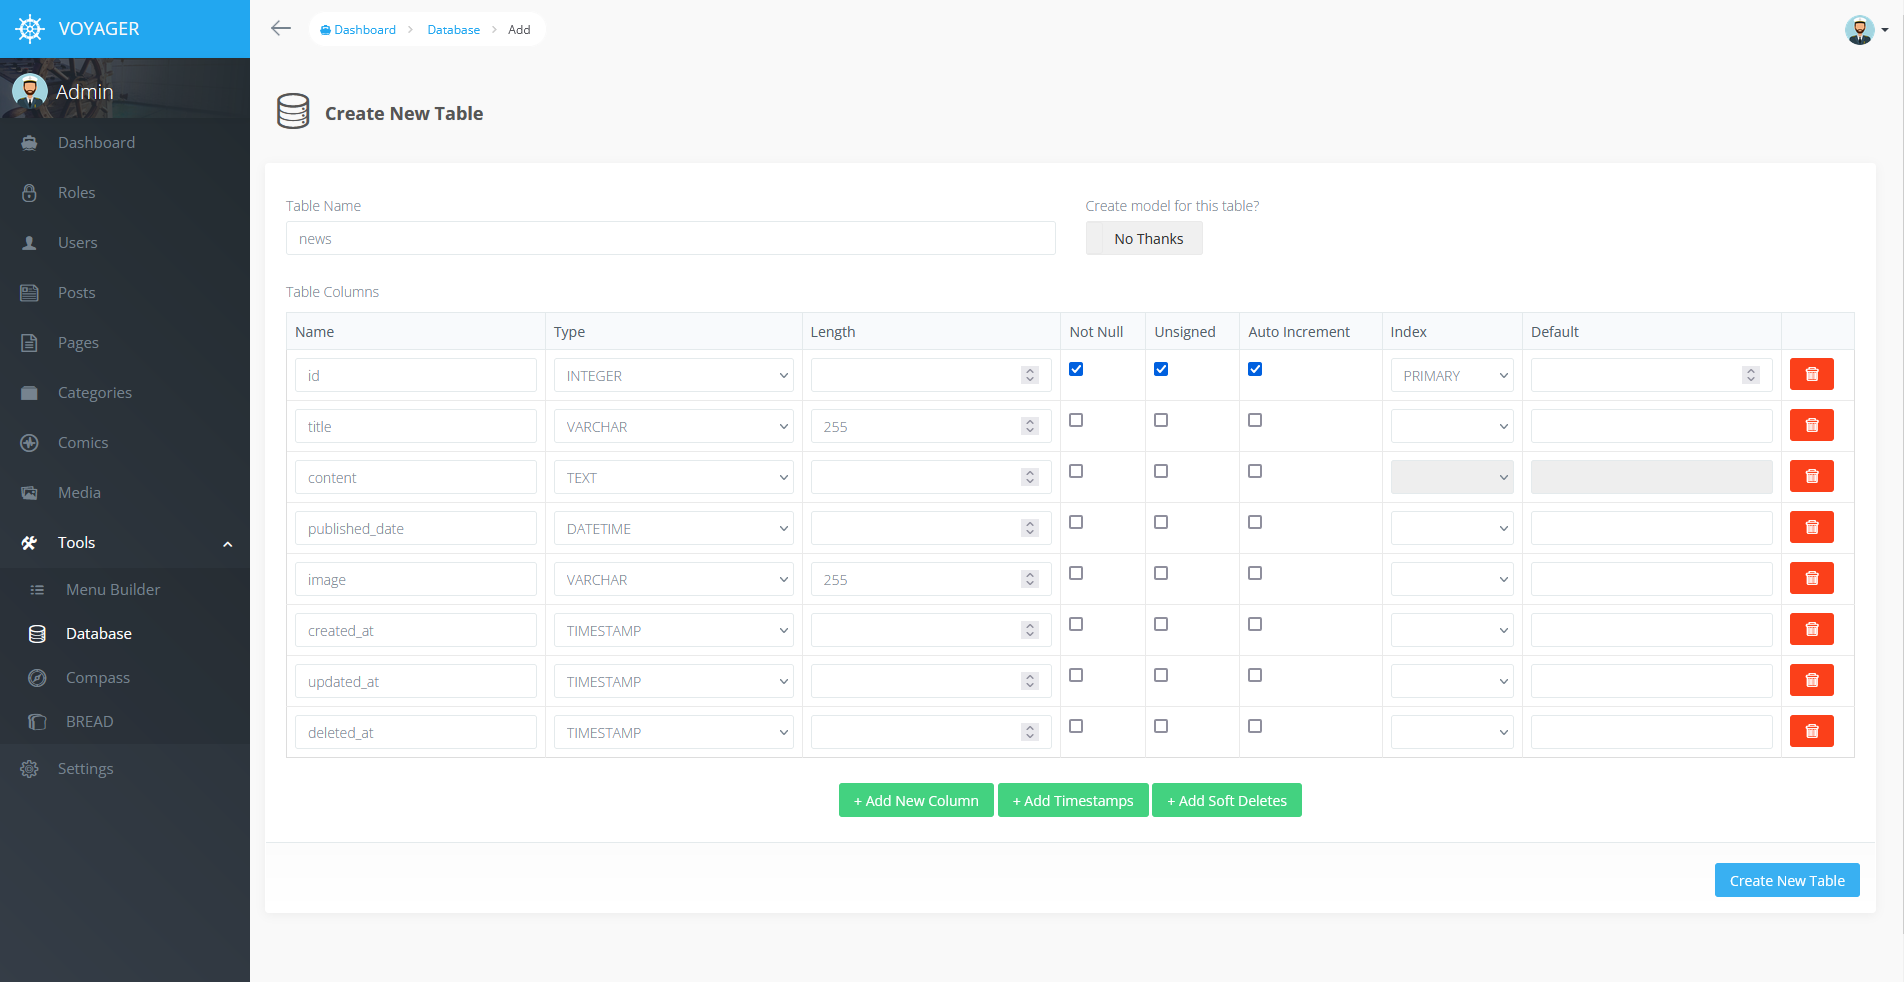 VOYAGER
Admin
Dashboard
Roles
Users
Posts
Pages
Categories
Comics
Media
Tools
Menu Builder
Database
Compass
BREAD
Settings
Dashboard Database Add
Create New Table
Table Name
news
Create model for this table?
No Thanks
Table Columns
Name Type Length Not Null Unsigned Auto Increment Index Default
id INTEGER PRIMARY
title VARCHAR 255
content TEXT
published_date DATETIME
image VARCHAR 255
created_at TIMESTAMP
updated_at TIMESTAMP
deleted_at TIMESTAMP
+ Add New Column + Add Timestamps + Add Soft Deletes
Create New Table